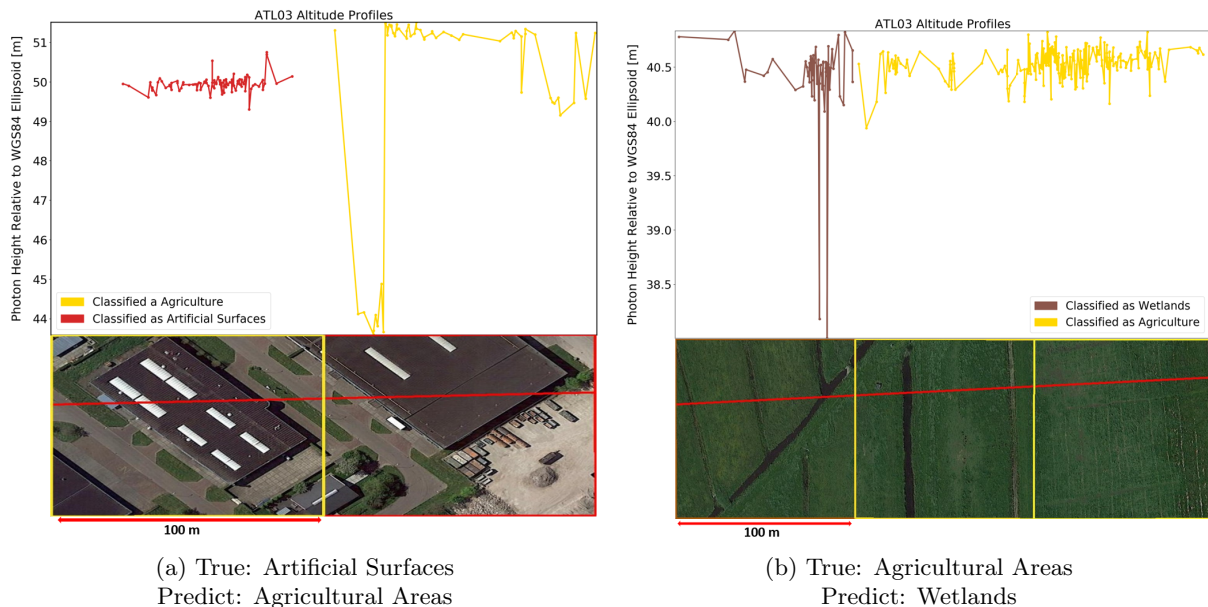 ATL03 Altitude Profiles
Photon Height Relative to WGS84 Ellipsoid [m]
51
50
49
48
47
46
45
44
Classified a Agriculture
Classified as Artificial Surfaces
100 m
(a) True: Artificial Surfaces
Predict: Agricultural Areas
ATL03 Altitude Profiles
Photon Height Relative to WGS84 Ellipsoid [m]
40.5
40.0
39.5
39.0
38.5
Classified as Wetlands
Classified as Agriculture
100 m
(b) True: Agricultural Areas
Predict: Wetlands